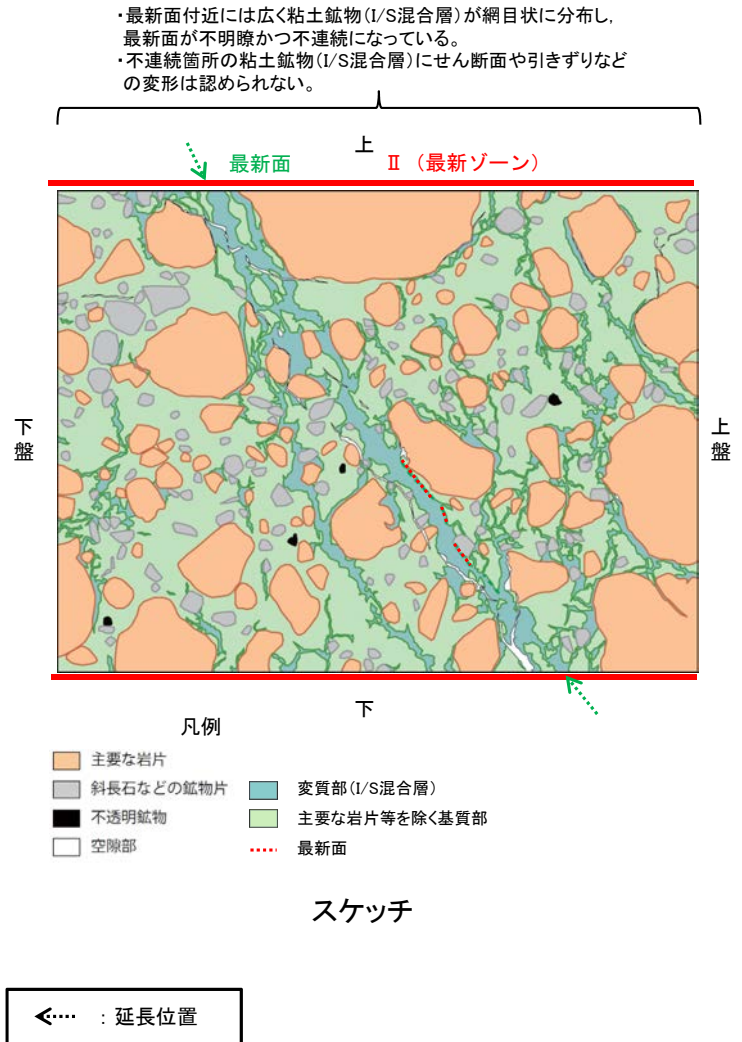 ・最新面付近には広く粘土鉱物(I/S混合層)が網目状に分布し,
最新面が不明瞭かつ不連続になっている。
・不連続箇所の粘土鉱物(I/S混合層)にせん断面や引きずりなど
の変形は認められない。
上
最新面
Ⅱ (最新ゾーン)
下盤
上盤
下
凡例
主要な岩片
斜長石などの鉱物片
不透明鉱物
空隙部
変質部(I/S混合層)
主要な岩片等を除く基質部
最新面
スケッチ
:延長位置